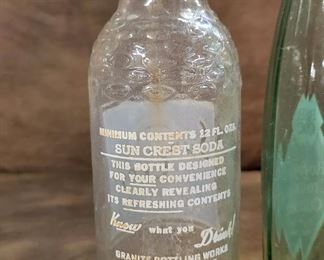 MINIMUM CONTENTS 12 FL. OZS.
SUN CREST SODA
THIS BOTTLE DESIGNED
FOR YOUR CONVENIENCE
CLEARLY REVEALING
ITS REFRESHING CONTENTS
Know what you Drink!
GRANITE BOTTLING WORKS